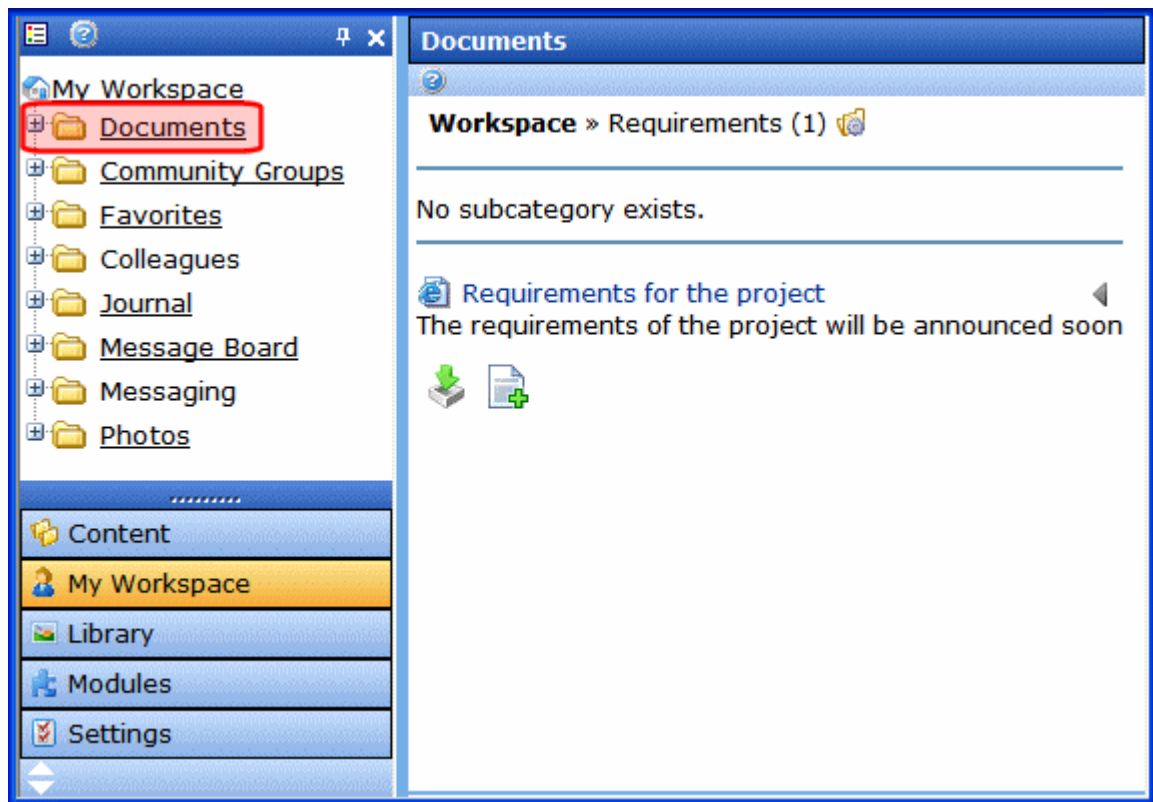 My Workspace
Documents
Community Groups
Favorites
Colleagues
Journal
Message Board
Messaging
Photos
Content
My Workspace
Library
Modules
Settings
Documents
Workspace » Requirements (1)
No subcategory exists.
Requirements for the project
The requirements of the project will be announced soon